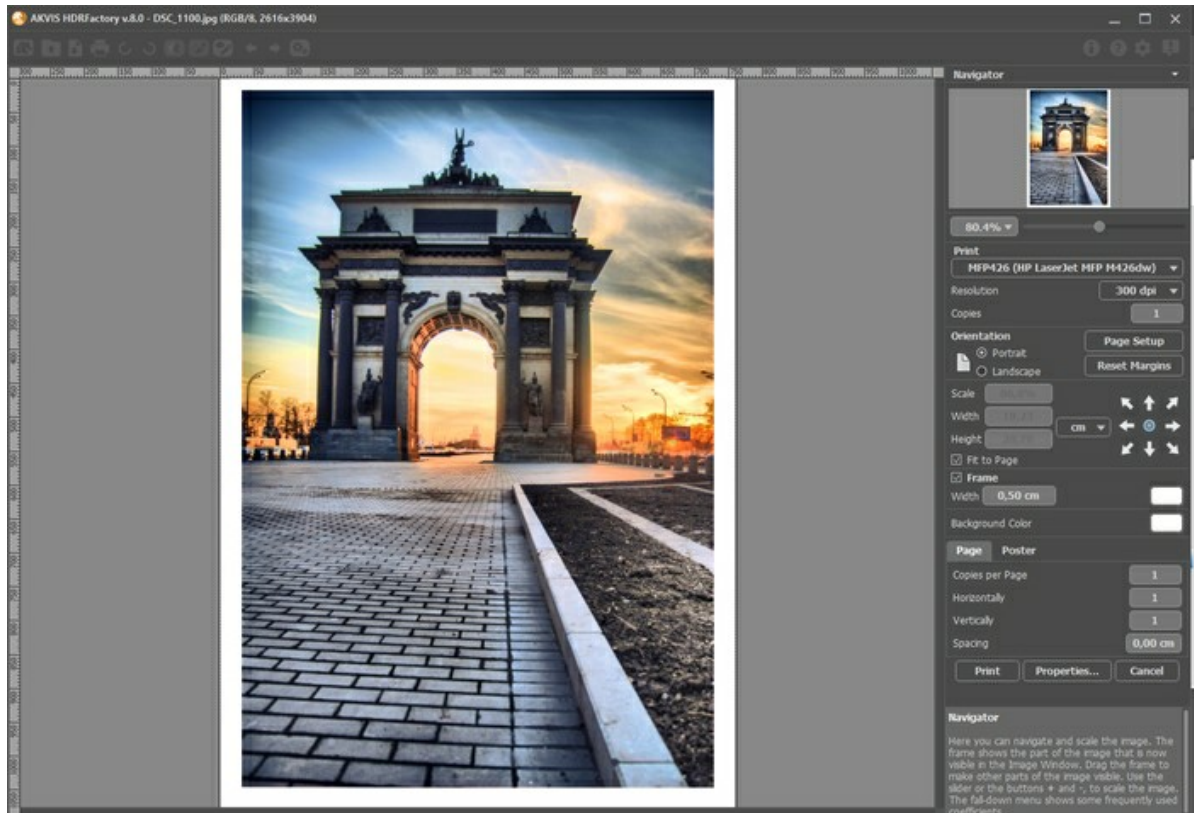 AKVIS HDRFactory v.8.0 - DSC_1100.jpg (RGB/8, 2616x3904)
Navigator
80.4%
Print
MFP426 (HP LaserJet MFP M426dw)
Resolution 300 dpi
Copies 1
Orientation
Page Setup
Portrait
Reset Margins
Landscape
Scale
Width
cm
Height
Fit to Page
Frame
Width 0,50 cm
Background Color
Page Poster
Copies per Page 1
Horizontally 1
Vertically 1
Spacing 0,00 cm
Print Properties... Cancel
Navigator
Here you can navigate and scale the image. The
frame shows the part of the image that is now
visible in the Image Window. Drag the frame to
make other parts of the image visible. Use the
slider or the buttons + and -, to scale the image.
The fall-down menu shows some frequently used
coefficients.